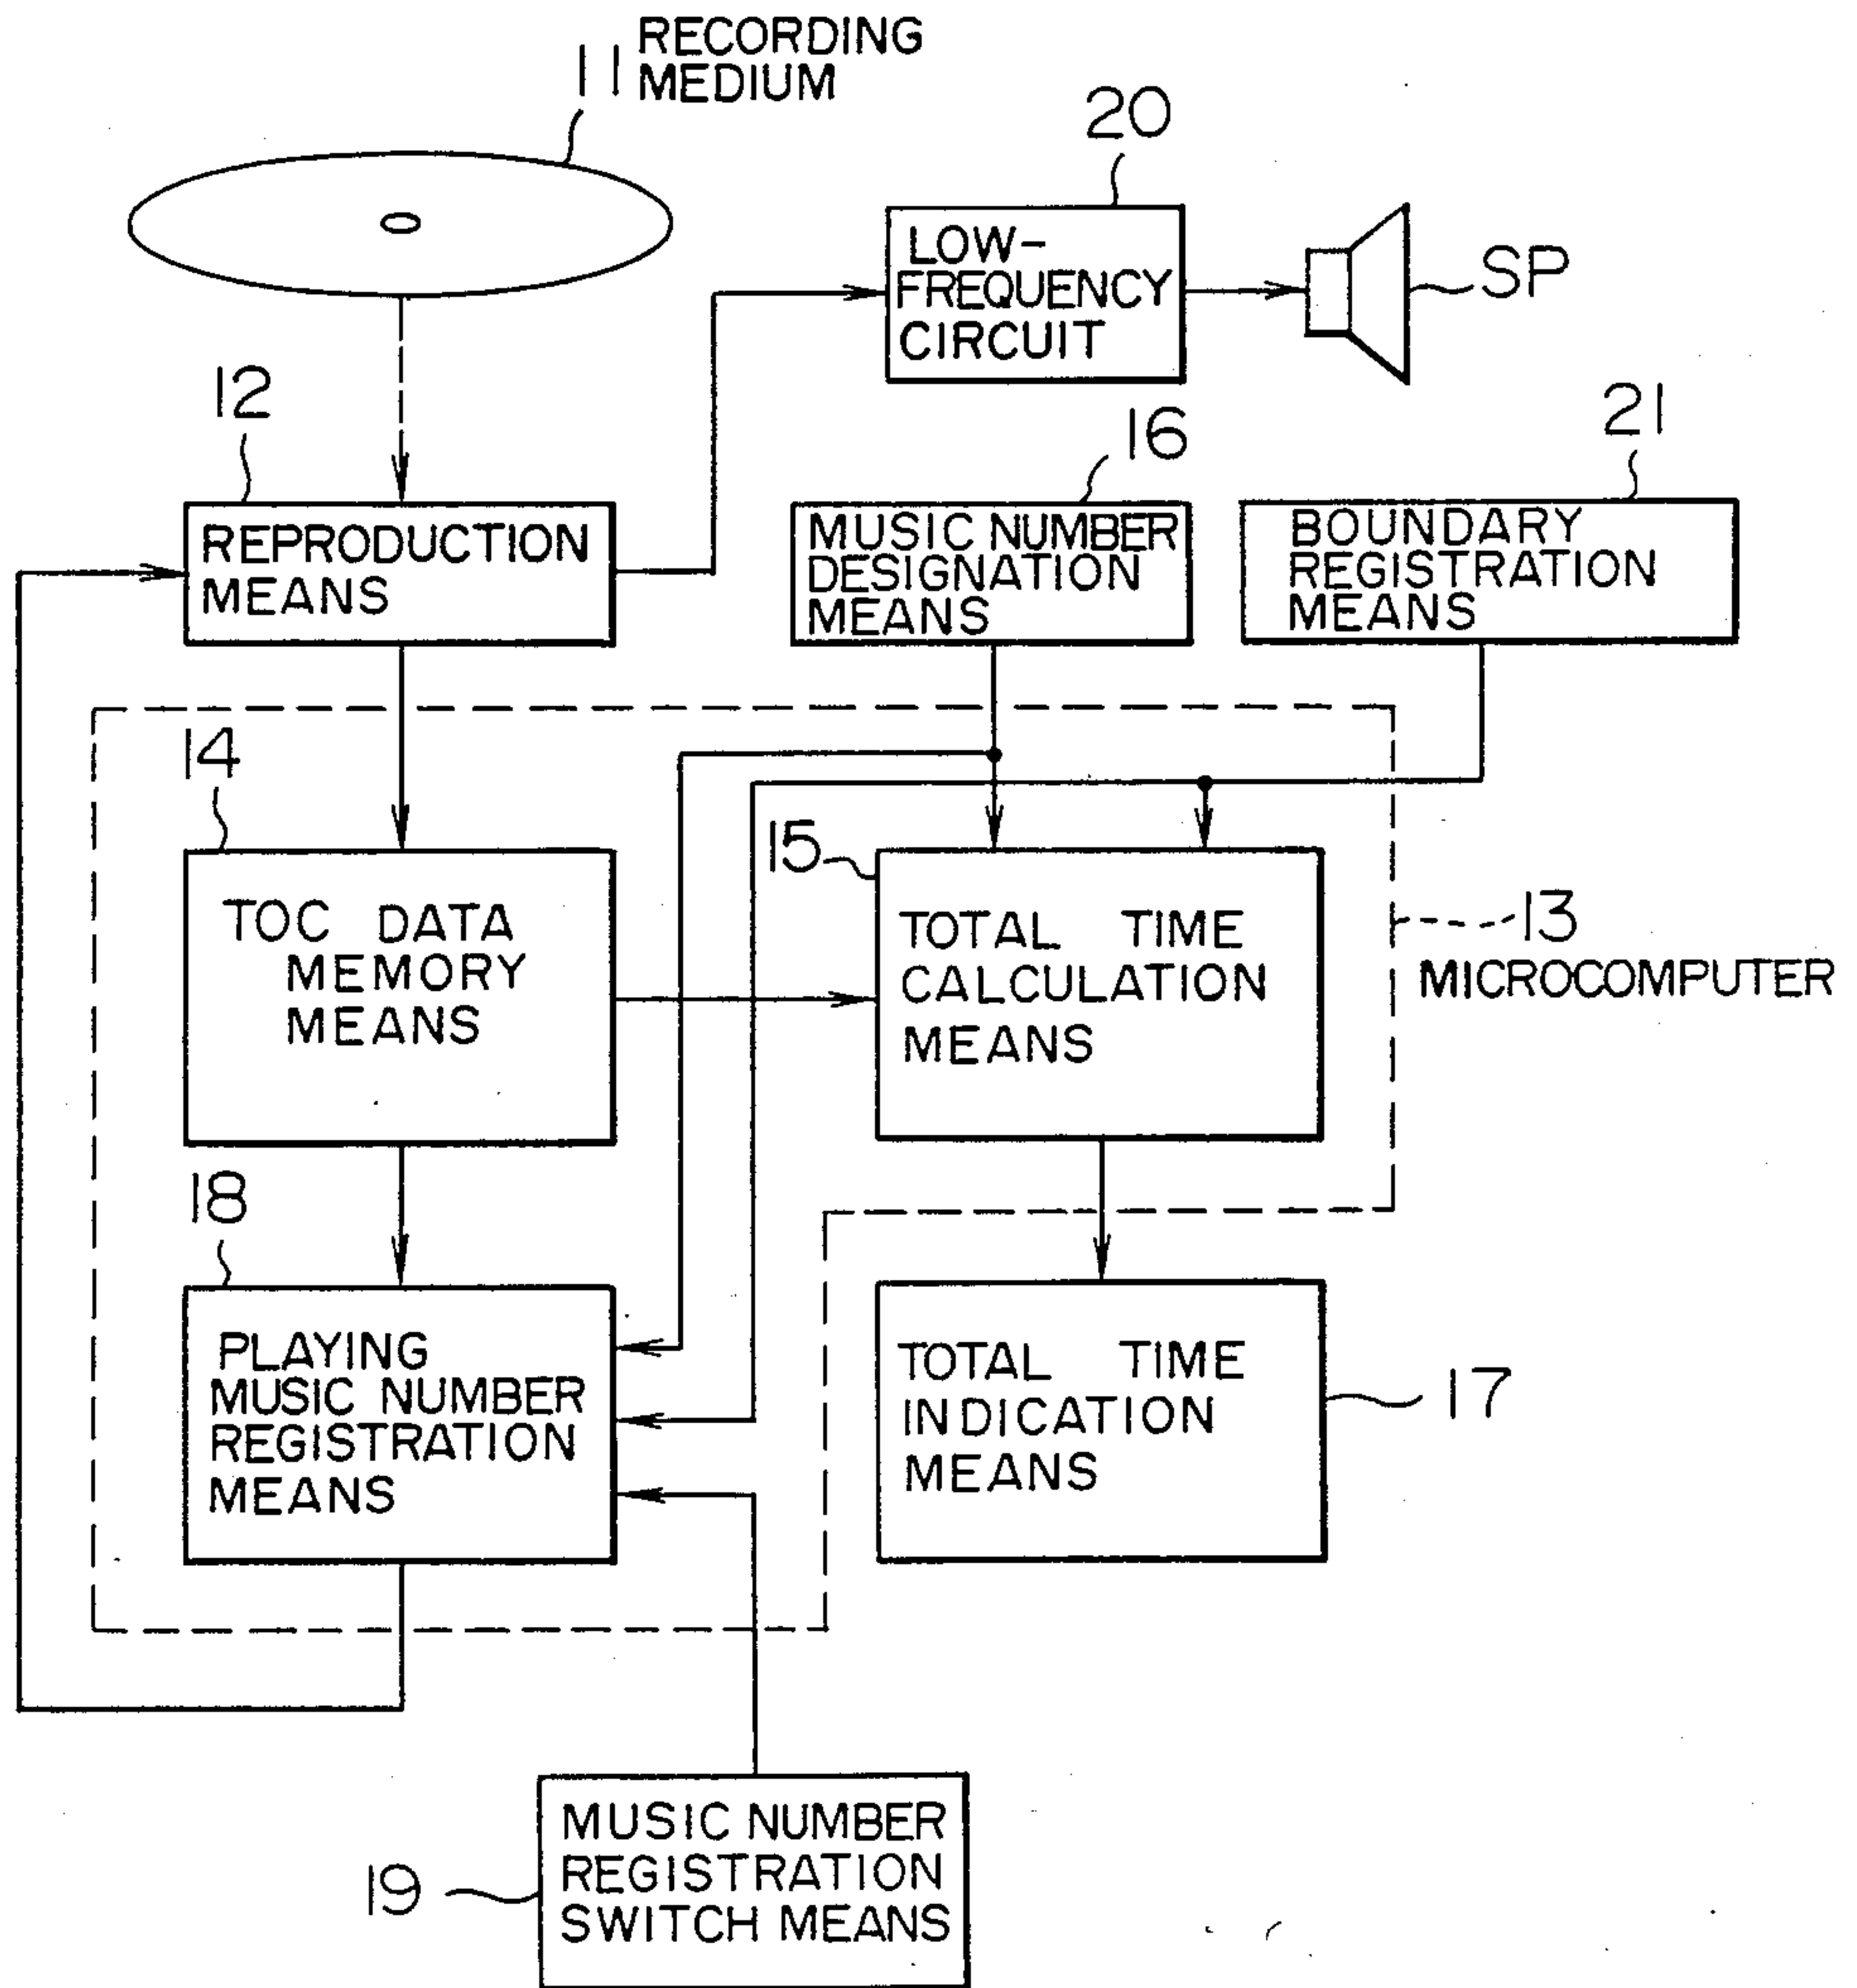 11 RECORDING
MEDIUM
20
LOW-
FREQUENCY
CIRCUIT
SP
12
REPRODUCTION
MEANS
16
MUSIC NUMBER
DESIGNATION
MEANS
21
BOUNDARY
REGISTRATION
MEANS
14
TOC DATA
MEMORY
MEANS
15
TOTAL TIME
CALCULATION
MEANS
13
MICROCOMPUTER
18
PLAYING
MUSIC NUMBER
REGISTRATION
MEANS
TOTAL TIME
INDICATION
MEANS
17
19
MUSIC NUMBER
REGISTRATION
SWITCH MEANS